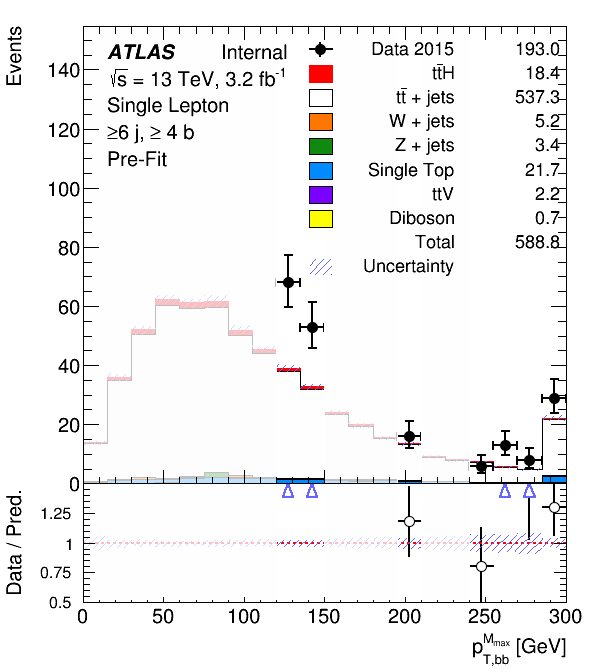 Events
ATLAS Internal
√s = 13 TeV, 3.2 fb⁻¹
Single Lepton
≥6 j, ≥ 4 b
Pre-Fit
Data 2015 193.0
tt̄H 18.4
tt̄ + jets 537.3
W + jets 5.2
Z + jets 3.4
Single Top 21.7
ttV 2.2
Diboson 0.7
Total 588.8
Uncertainty
140
120
100
80
60
40
20
0
Data / Pred.
1.25
1
0.75
0.5
0 50 100 150 200 250 300
p_{T,bb}^{M_{max}} [GeV]